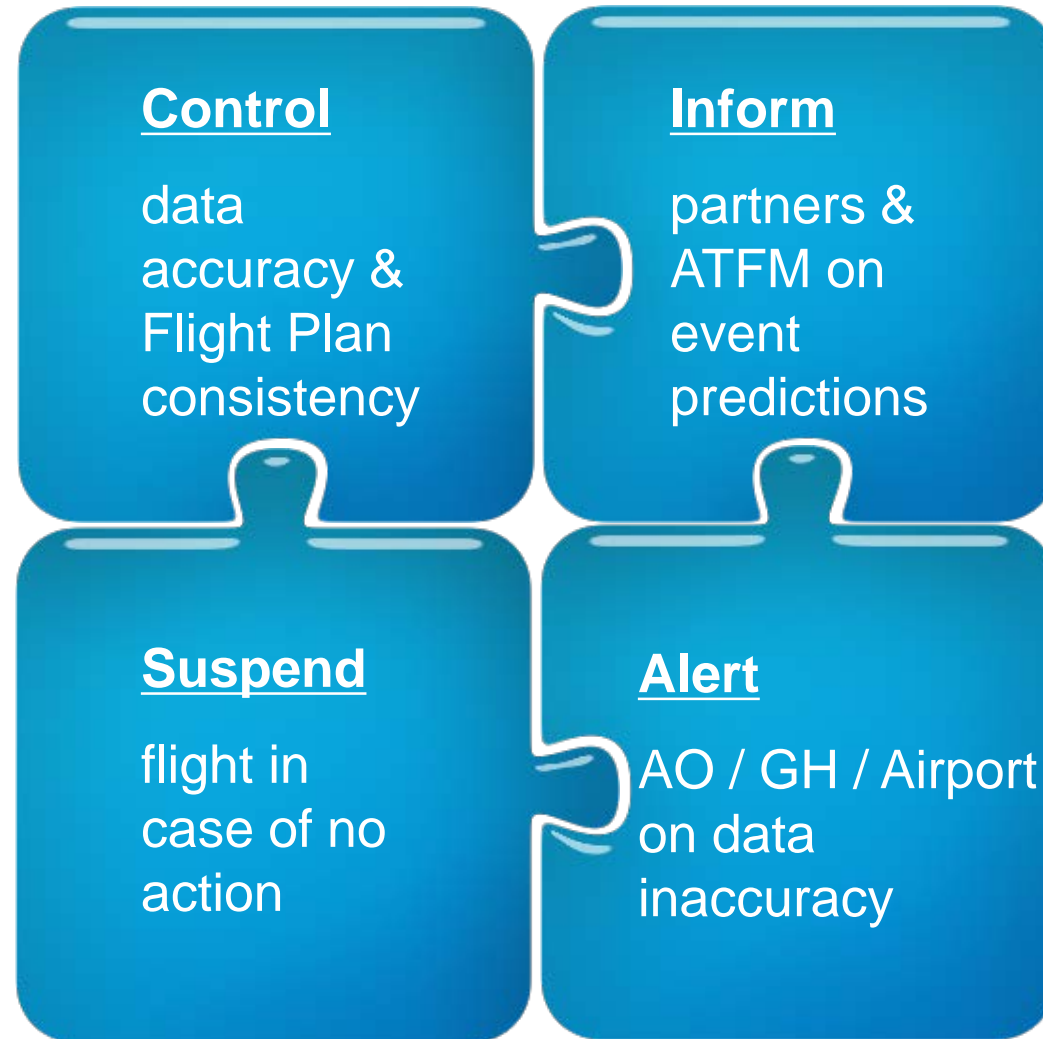 Control
data
accuracy &
Flight Plan
consistency
Inform
partners &
ATFM on
event
predictions
Suspend
flight in
case of no
action
Alert
AO / GH / Airport
on data
inaccuracy